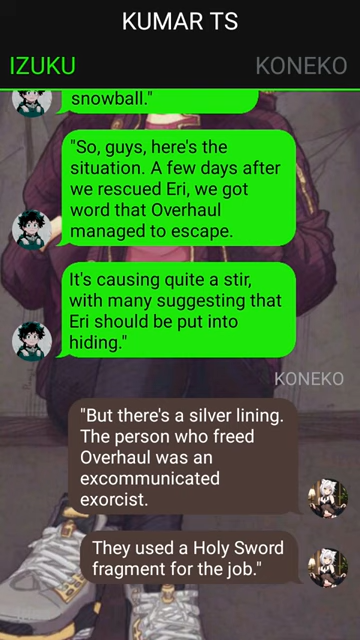 KUMAR TS
IZUKU
KONEKO
snowball."
"So, guys, here's the
situation. A few days after
we rescued Eri, we got
word that Overhaul
managed to escape.
It's causing quite a stir,
with many suggesting that
Eri should be put into
hiding."
KONEKO
"But there's a silver lining.
The person who freed
Overhaul was an
excommunicated
exorcist.
They used a Holy Sword
fragment for the job."